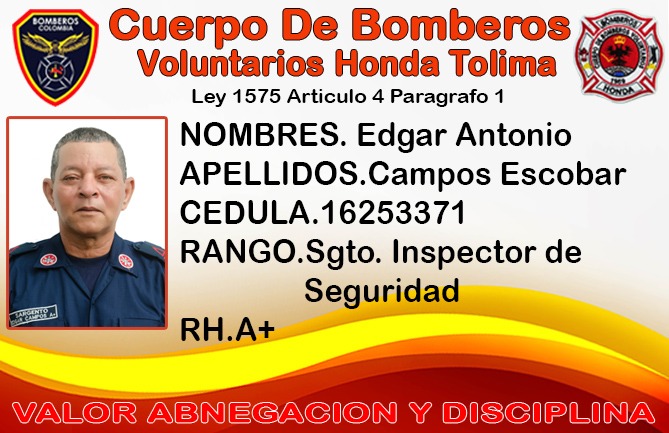 Cuerpo De Bomberos
Voluntarios Honda Tolima
Ley 1575 Articulo 4 Paragrafo 1
BOMBEROS
COLOMBIA
BOMBEROS
HONDA
NOMBRES. Edgar Antonio
APELLIDOS.Campos Escobar
CEDULA.16253371
RANGO.Sgto. Inspector de
Seguridad
RH.A+
SARGENTO
CAMPOS A+
VALOR ABNEGACION Y DISCIPLINA